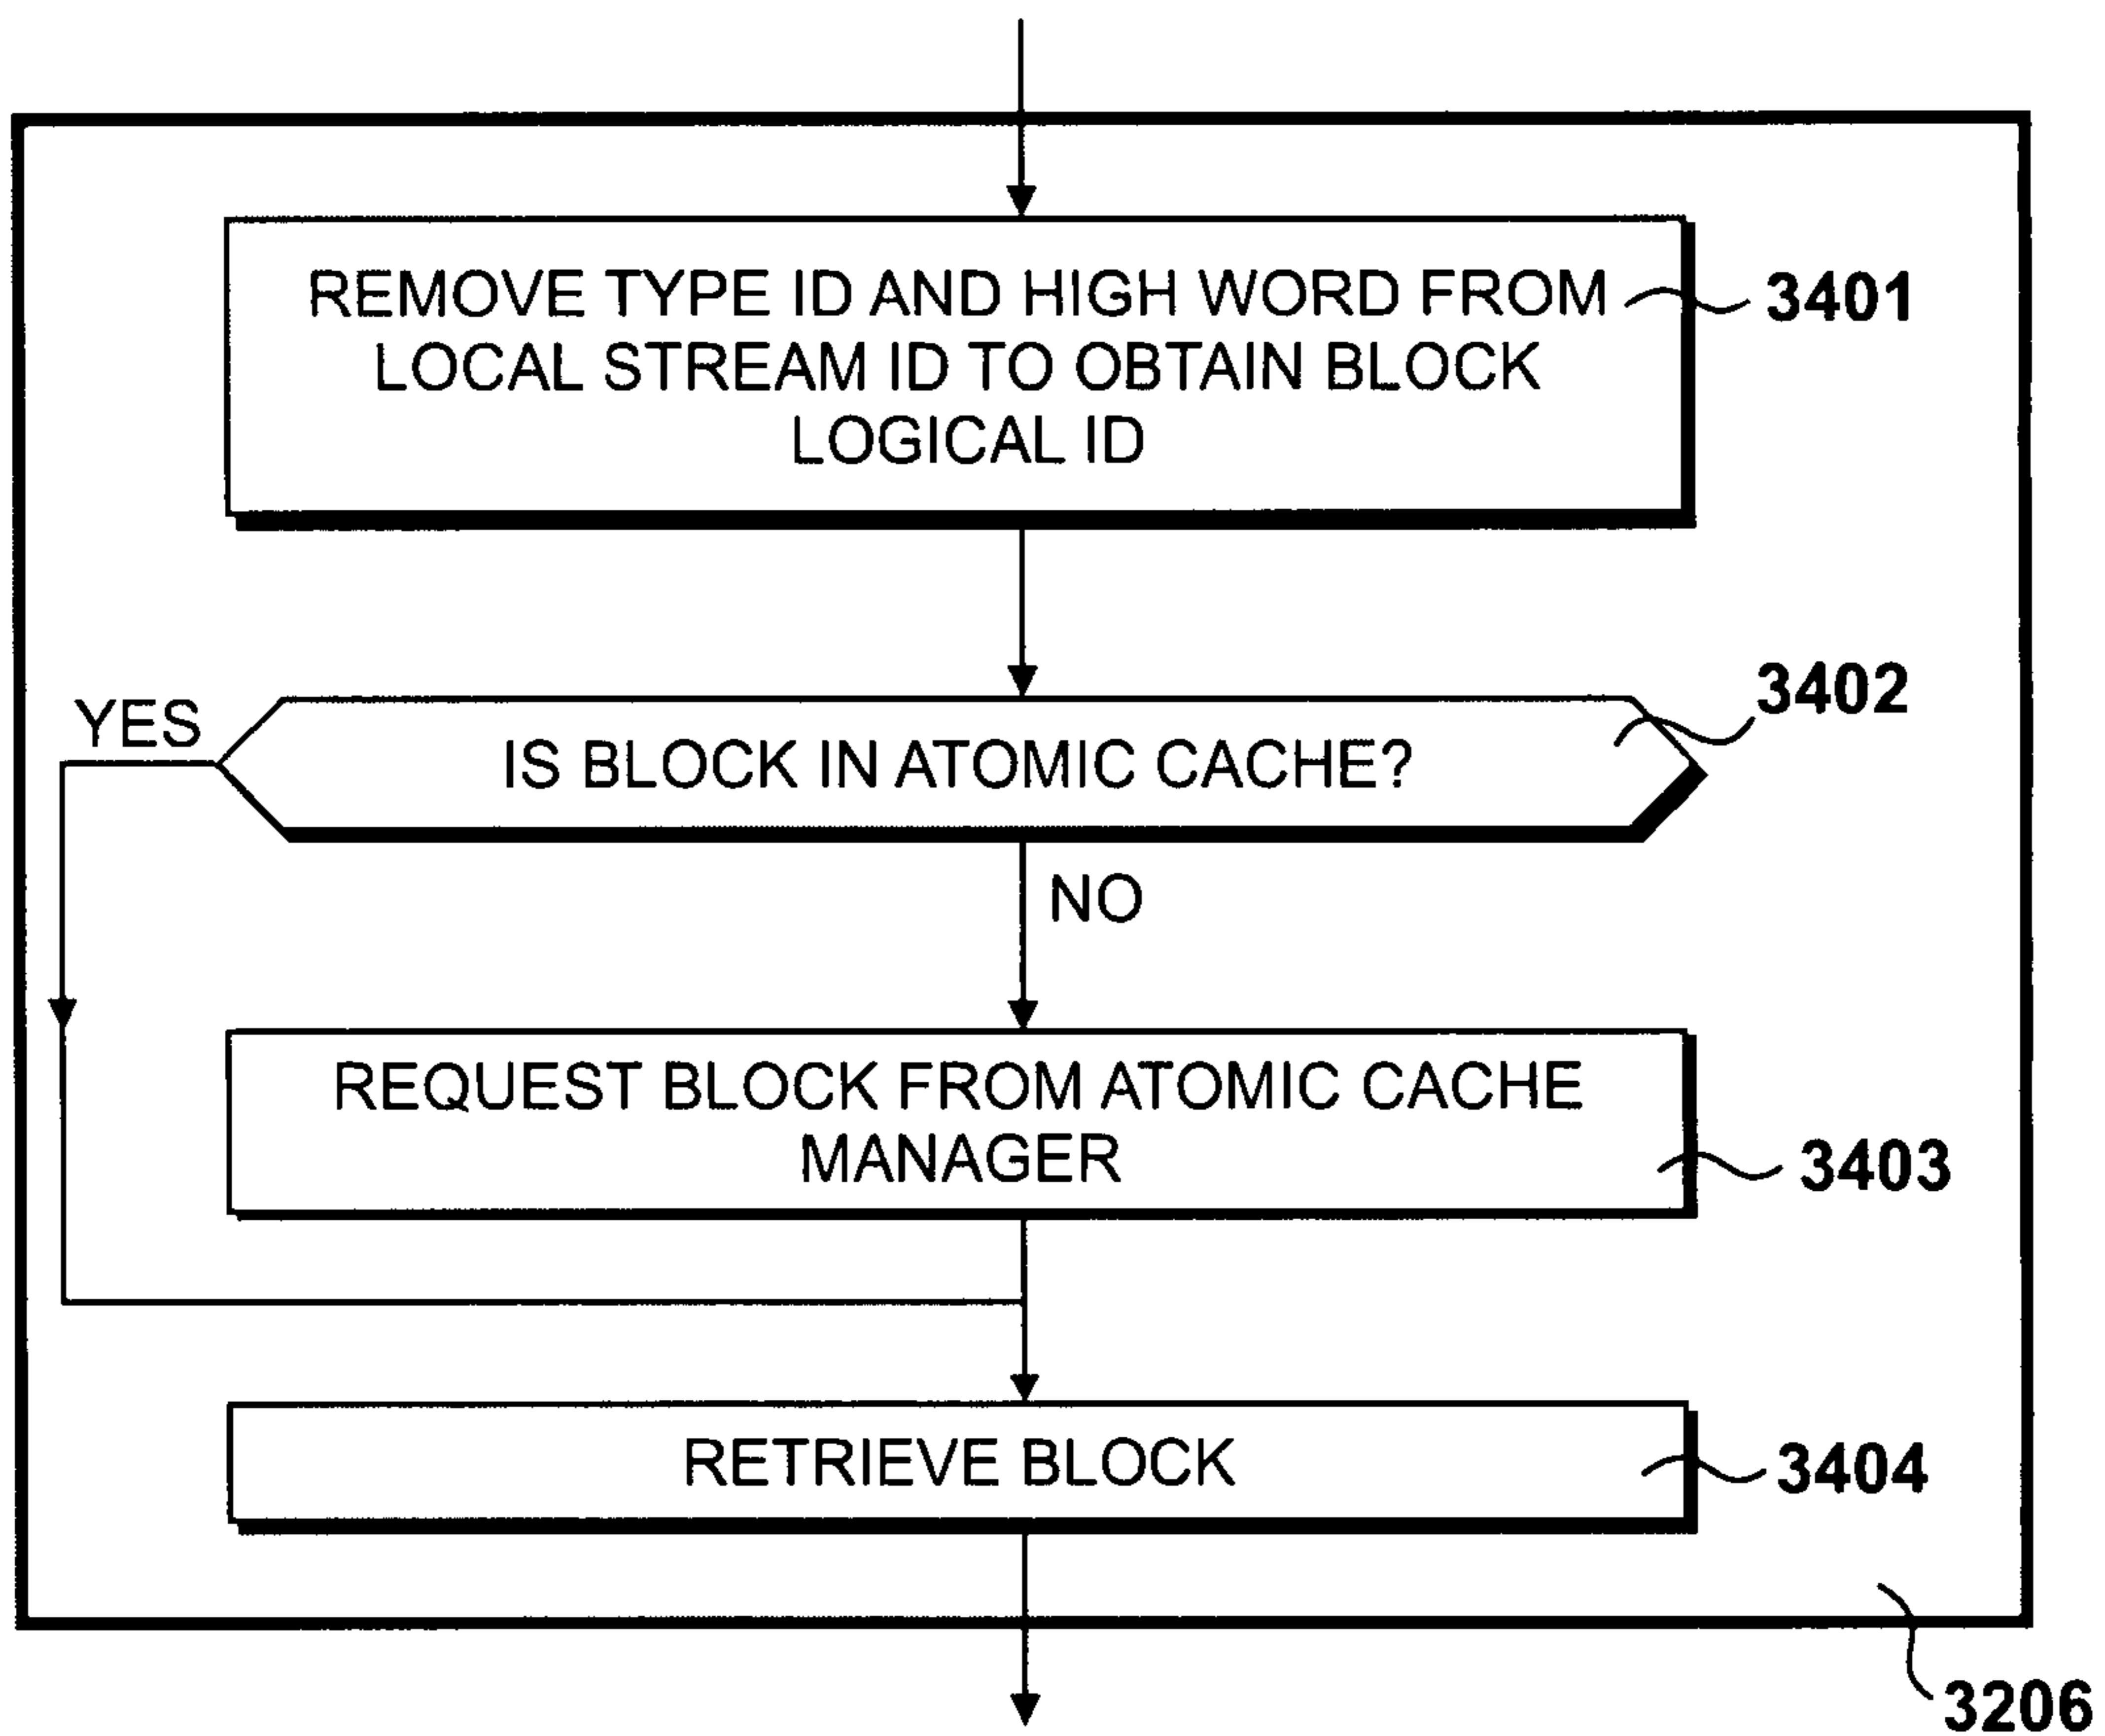 REMOVE TYPE ID AND HIGH WORD FROM
3401
LOCAL STREAM ID TO OBTAIN BLOCK
LOGICAL ID
3402
YES
IS BLOCK IN ATOMIC CACHE?
NO
REQUEST BLOCK FROM ATOMIC CACHE
MANAGER
3403
RETRIEVE BLOCK
3404
3206